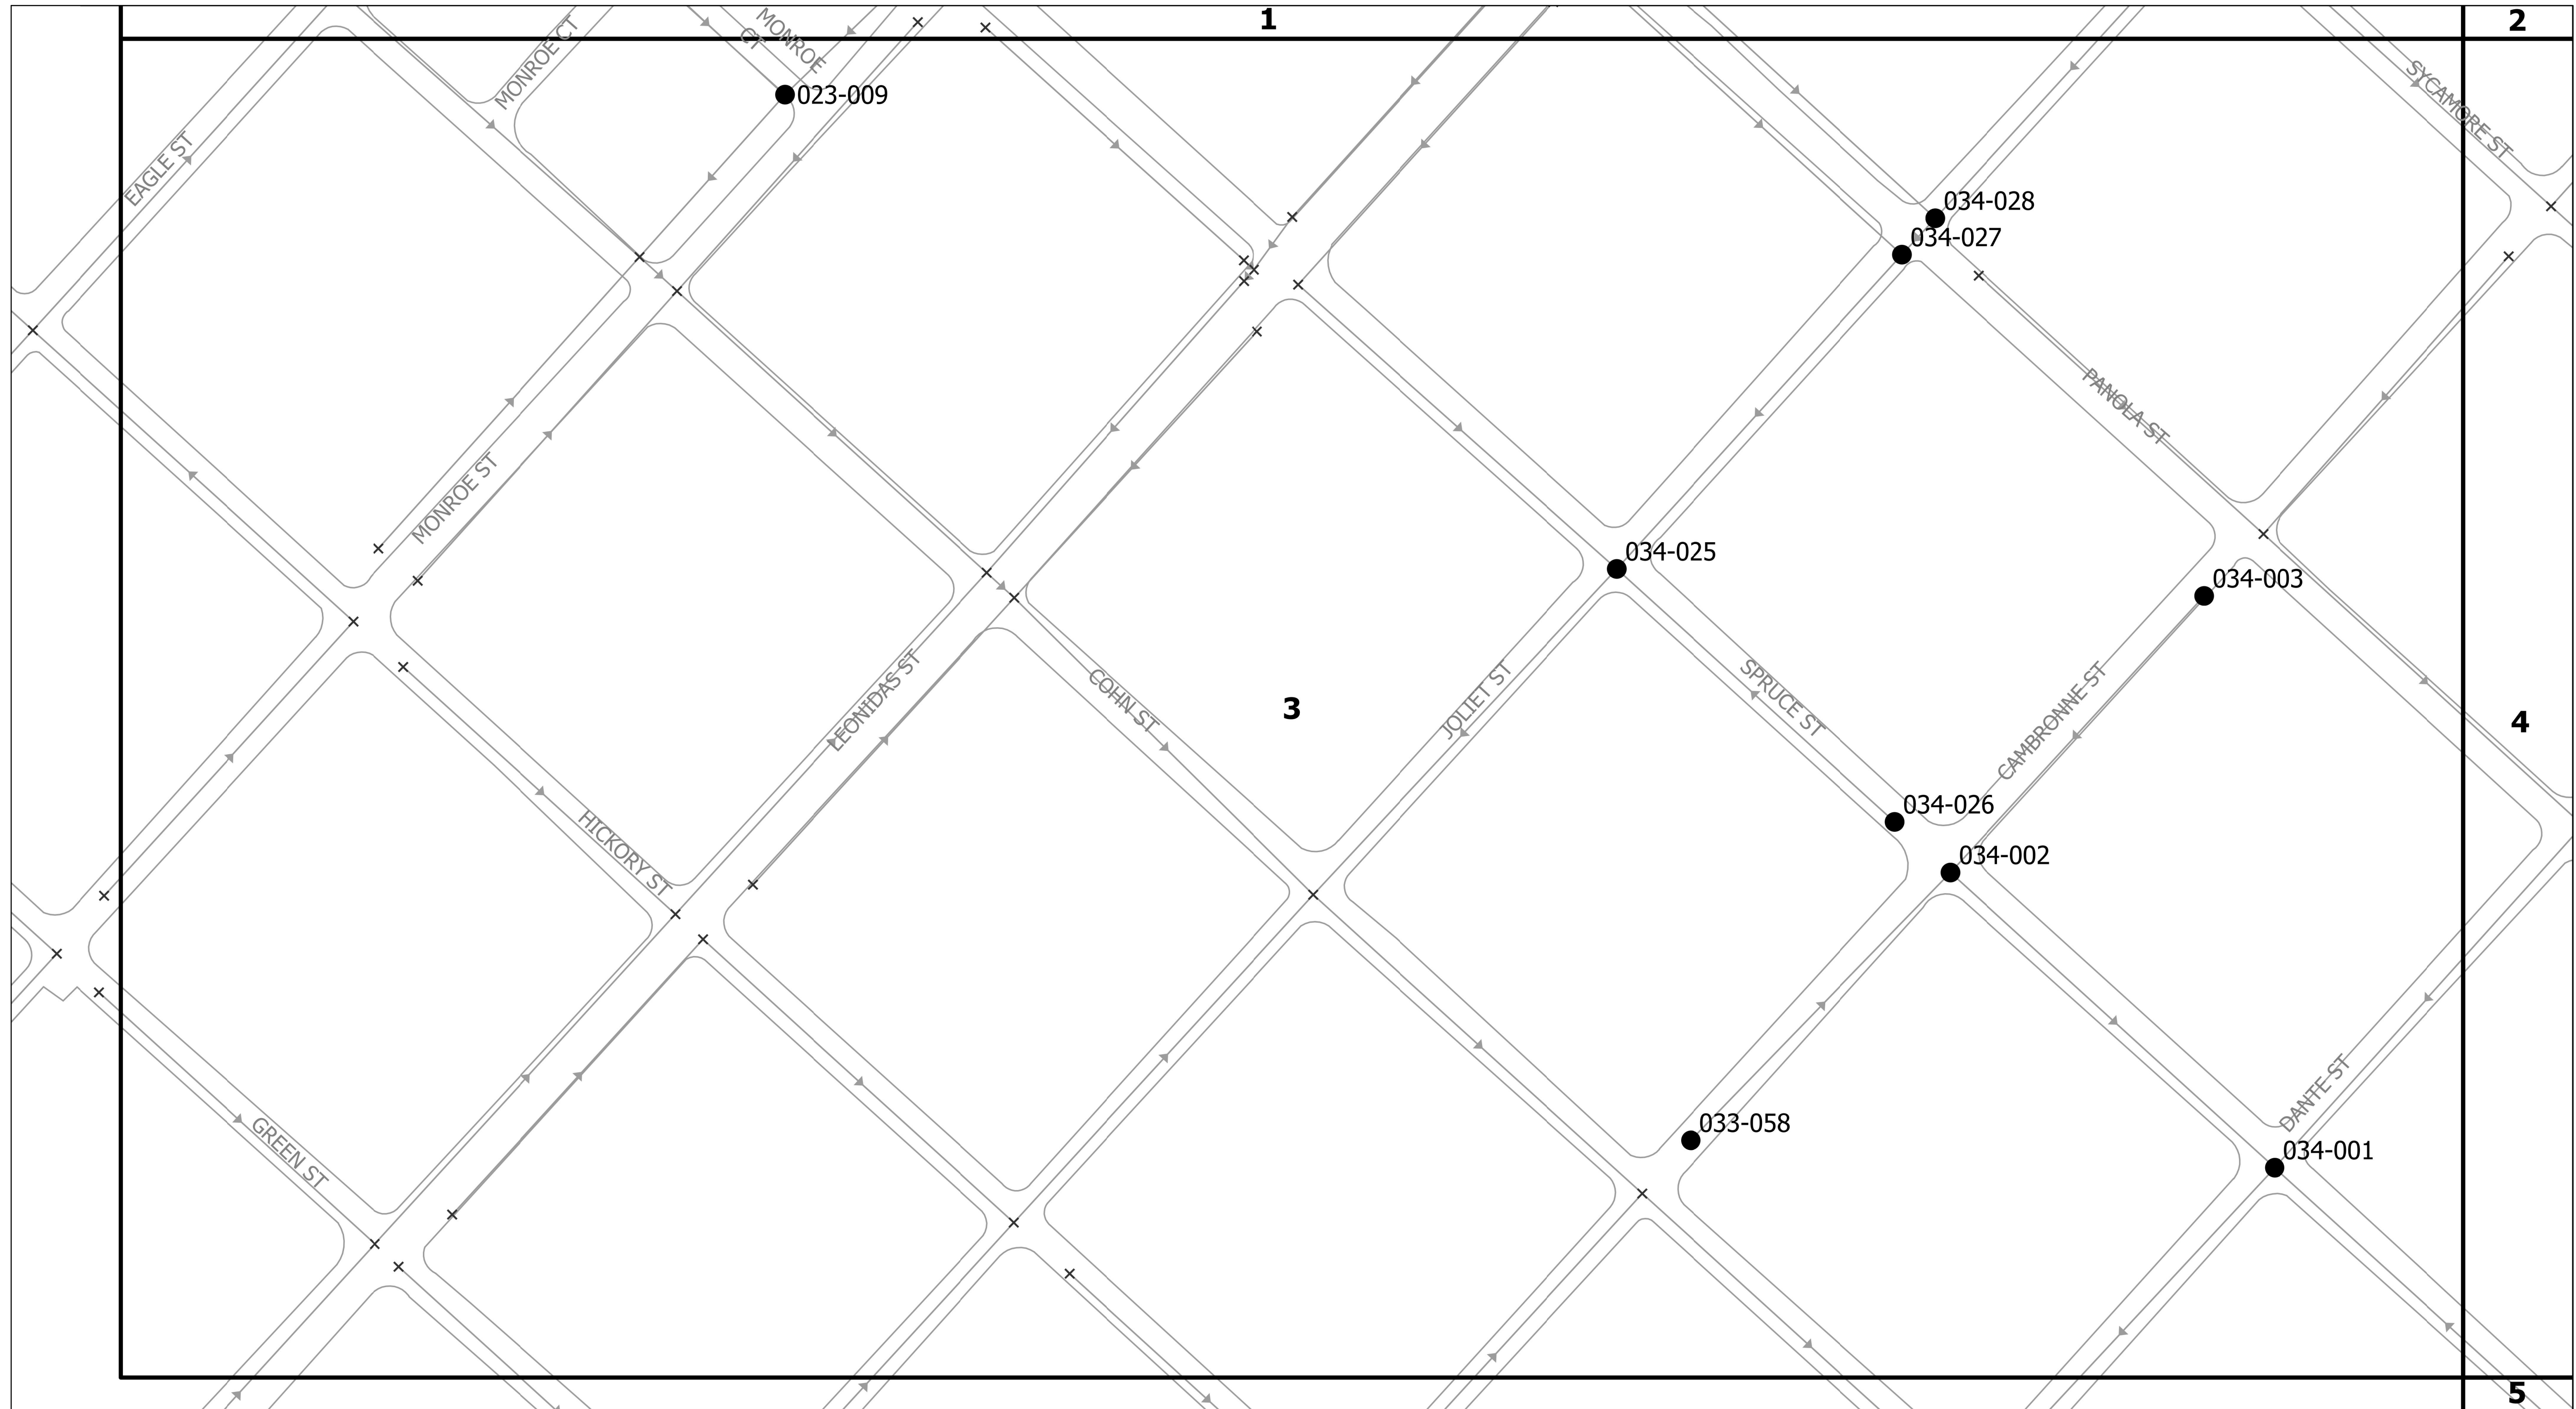 1
2
MONROE CT
MONROE
CT
023-009
SYCAMORE ST
EAGLE ST
034-028
034-027
PANOLA ST
MONROE ST
034-025
034-003
LEONIDAS ST
COHN ST
3
JOLIET ST
SPRUCE ST
CAMBRONNE ST
4
HICKORY ST
034-026
034-002
GREEN ST
033-058
DANTE ST
034-001
5